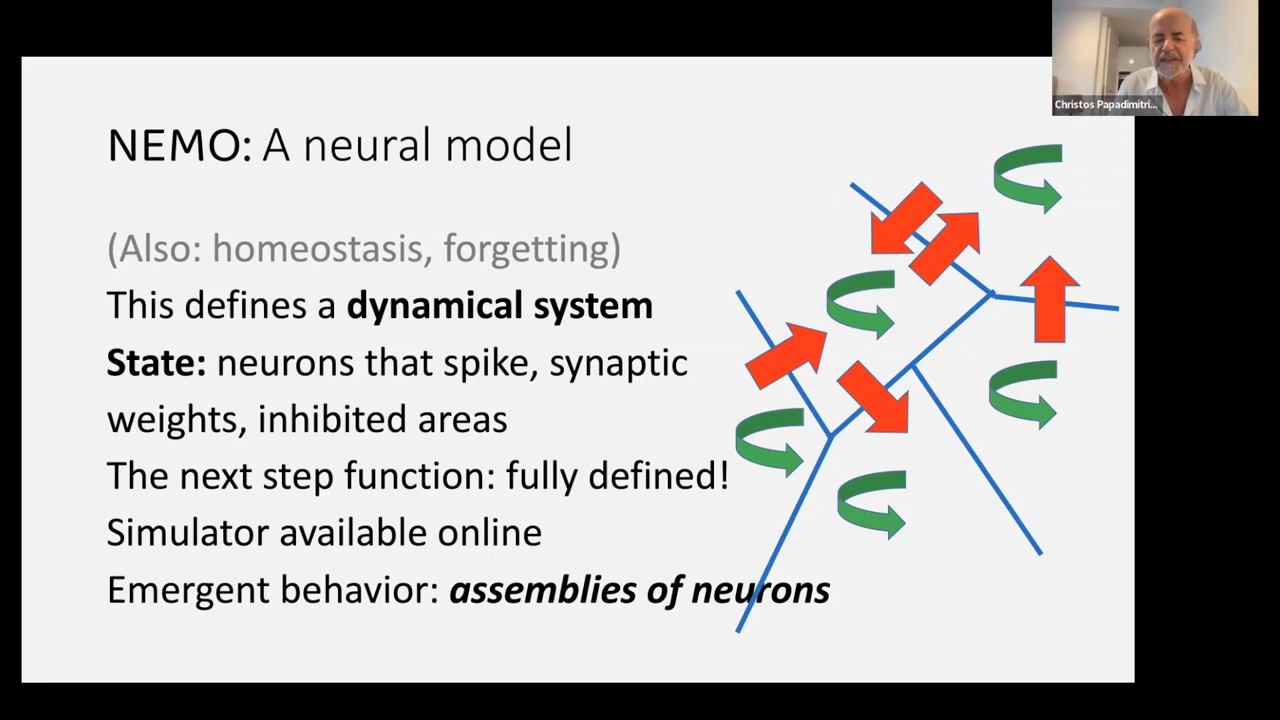 Christos Papadimitri...
NEMO: A neural model
(Also: homeostasis, forgetting)
This defines a dynamical system
State: neurons that spike, synaptic
weights, inhibited areas
The next step function: fully defined!
Simulator available online
Emergent behavior: assemblies of neurons